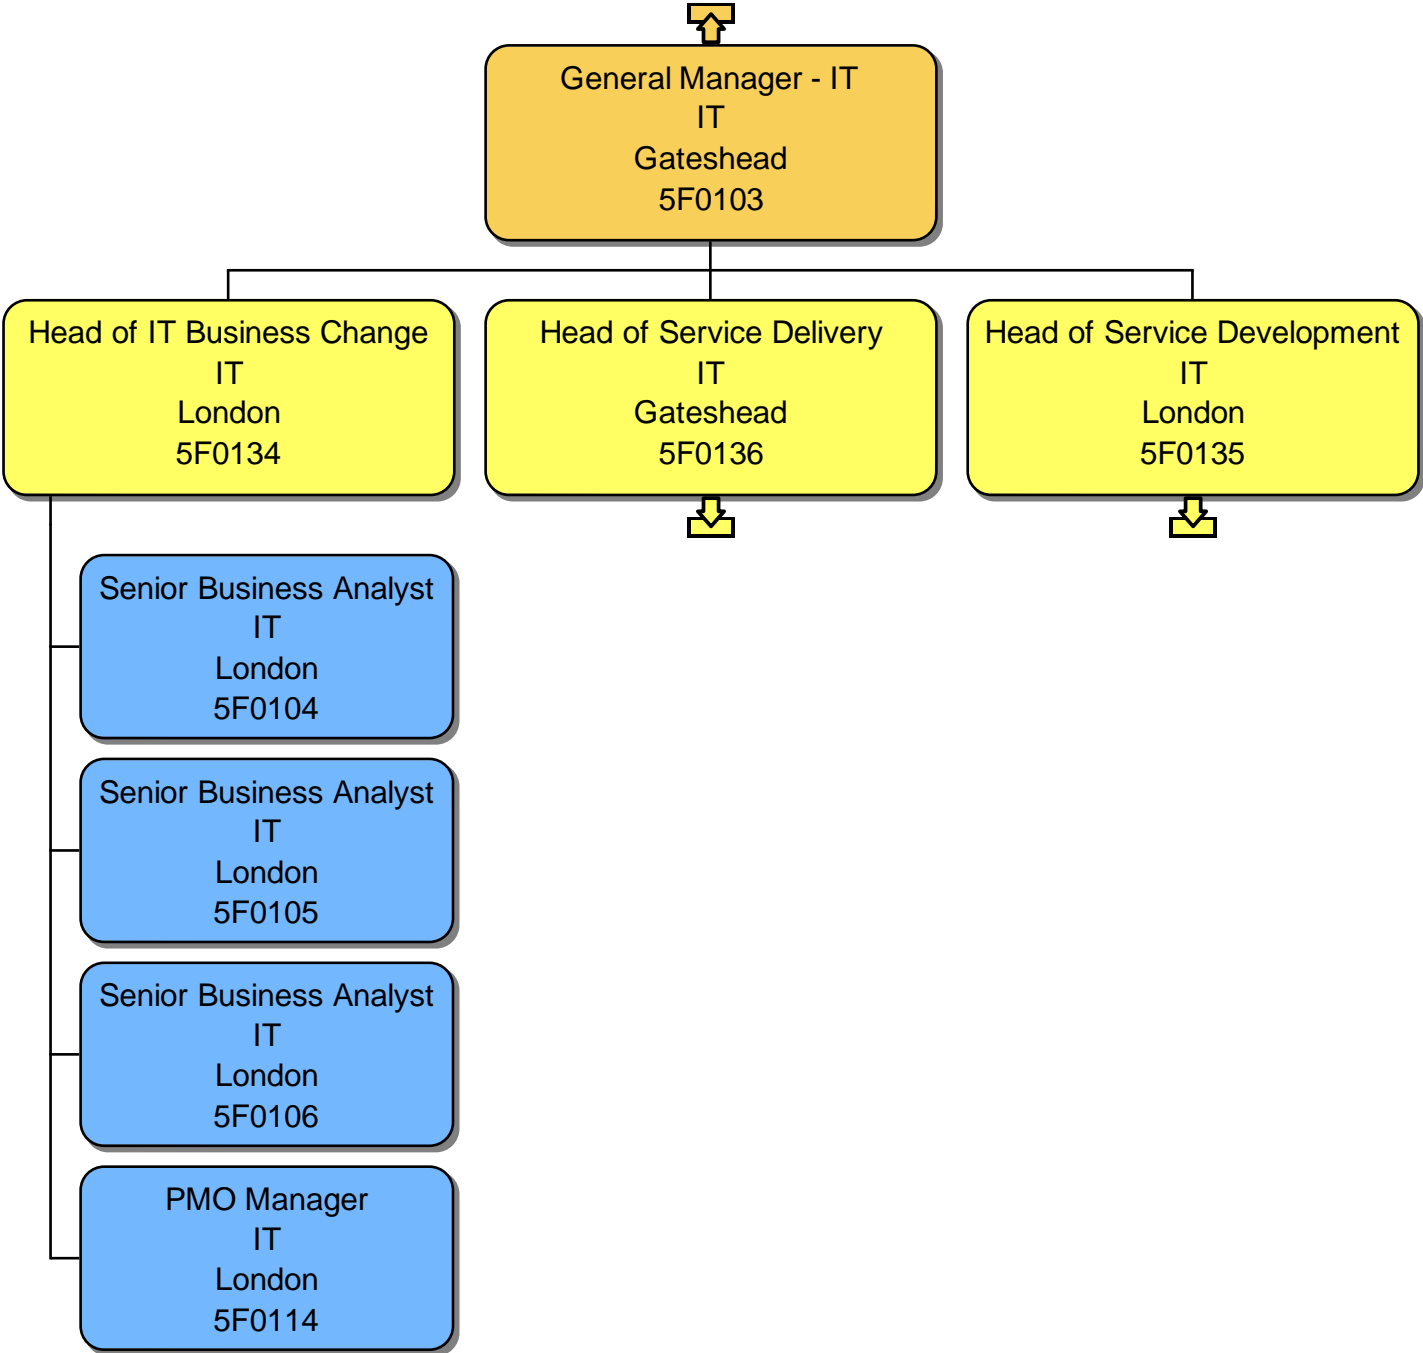 General Manager - IT
IT
Gateshead
5F0103
Head of IT Business Change
IT
London
5F0134
Head of Service Delivery
IT
Gateshead
5F0136
Head of Service Development
IT
London
5F0135
Senior Business Analyst
IT
London
5F0104
Senior Business Analyst
IT
London
5F0105
Senior Business Analyst
IT
London
5F0106
PMO Manager
IT
London
5F0114